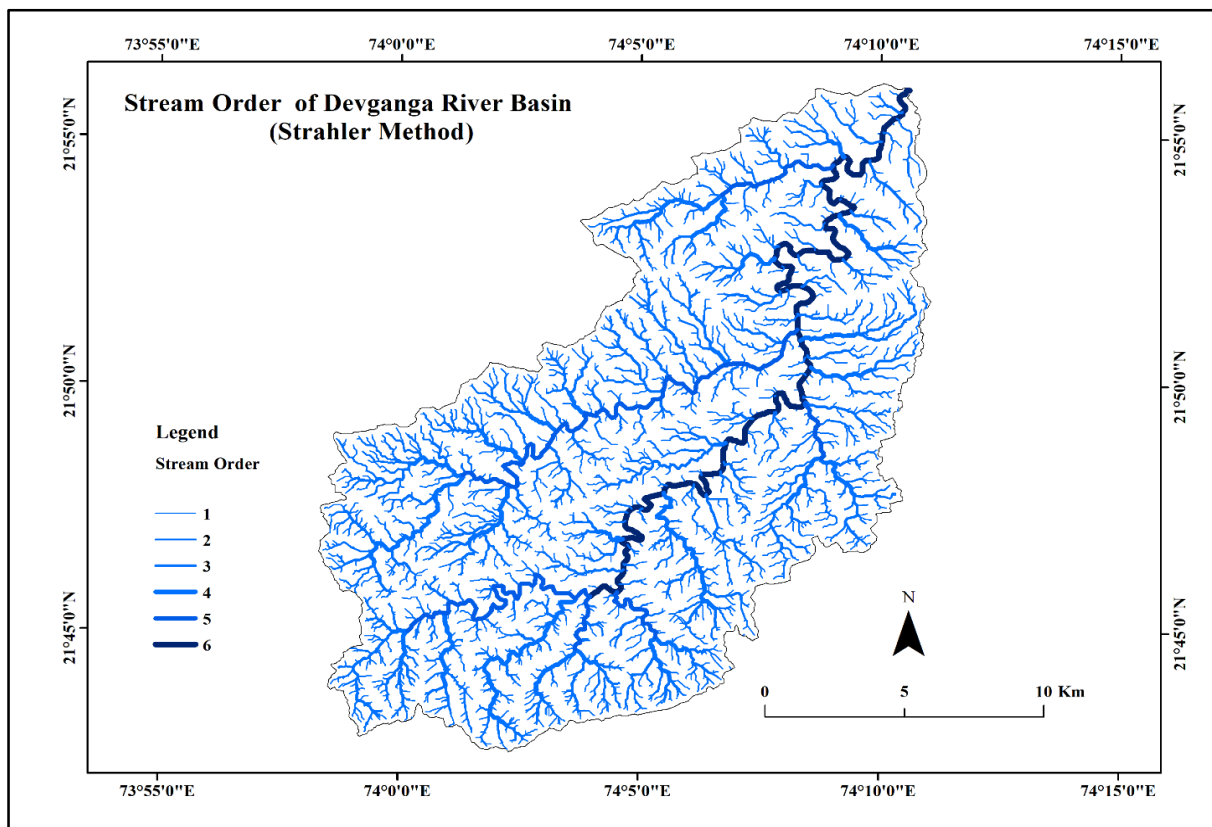 73°55'0"E 74°0'0"E 74°5'0"E 74°10'0"E 74°15'0"E
Stream Order of Devganga River Basin
(Strahler Method)
21°55'0"N
21°55'0"N
21°50'0"N
21°50'0"N
Legend
Stream Order
1
2
3
4
5
6
21°45'0"N
21°45'0"N
N
0 5 10 Km
73°55'0"E 74°0'0"E 74°5'0"E 74°10'0"E 74°15'0"E